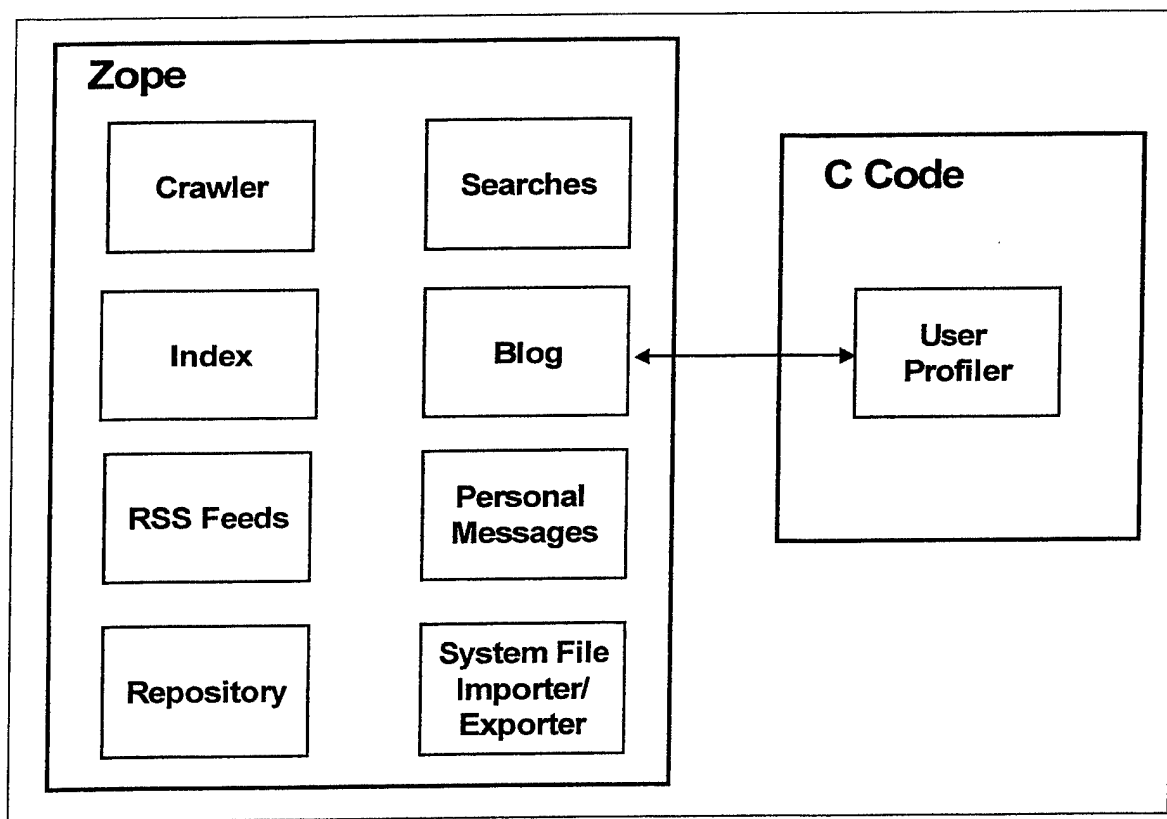 Zope
Crawler
Searches
Index
Blog
RSS Feeds
Personal
Messages
Repository
System File
Importer/
Exporter
C Code
User
Profiler